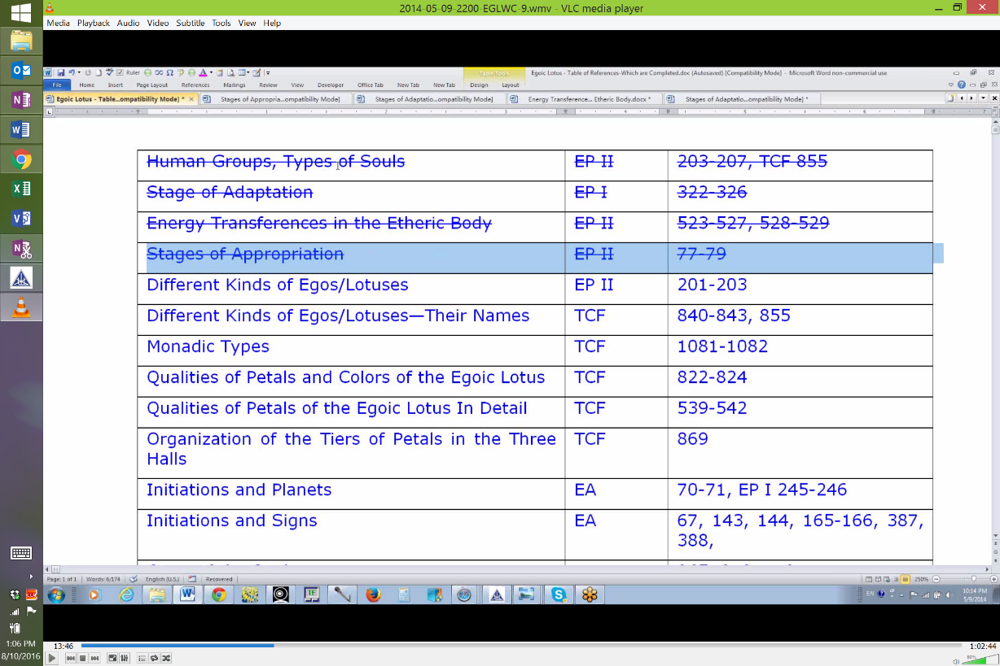 2014-05-09-2200-EGLWC-9.wmv - VLC media player
Media Playback Audio Video Subtitle Tools View Help
Ruler
Table Tools
Egoic Lotus - Table of References-Which are Completed.doc (Autosaved) [Compatibility Mode] - Microsoft Word non-commercial use
File Home Insert Page Layout References Mailings Review View Developer Office Tab New Tab New Tab Design Layout
Egoic Lotus - Table...ompatibility Mode] * Stages of Appropria...ompatibility Mode] Stages of Adaptatio...ompatibility Mode] Energy Transference... Etheric Body.docx * Stages of Adaptatio...ompatibility Mode] *
Human Groups, Types of Souls EP II 203-207, TCF 855
Stage of Adaptation EP I 322-326
Energy Transferences in the Etheric Body EP II 523-527, 528-529
Stages of Appropriation EP II 77-79
Different Kinds of Egos/Lotuses EP II 201-203
Different Kinds of Egos/Lotuses—Their Names TCF 840-843, 855
Monadic Types TCF 1081-1082
Qualities of Petals and Colors of the Egoic Lotus TCF 822-824
Qualities of Petals of the Egoic Lotus In Detail TCF 539-542
Organization of the Tiers of Petals in the Three TCF 869
Halls
Initiations and Planets EA 70-71, EP I 245-246
Initiations and Signs EA 67, 143, 144, 165-166, 387,
388,
Page: 1 of 1 Words: 6/174 English (U.S.) Recovered 250%
EN 10:14 PM
5/9/2014
13:46 1:02:44
1:06 PM
8/10/2016